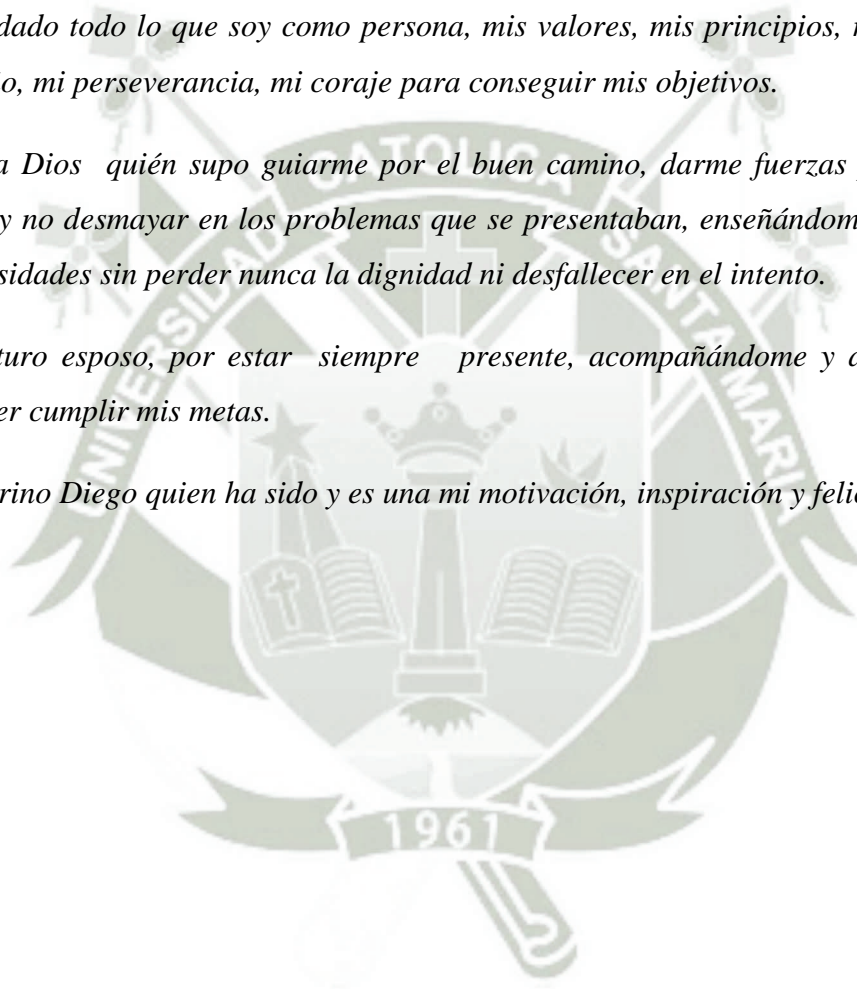 dado todo lo que soy como persona, mis valores, mis principios,
o, mi perseverancia, mi coraje para conseguir mis objetivos.
a Dios quién supo guiarme por el buen camino, darme fuerzas
y no desmayar en los problemas que se presentaban, enseñándom
sidades sin perder nunca la dignidad ni desfallecer en el intento.
turo esposo, por estar siempre presente, acompañándome y
er cumplir mis metas.
rino Diego quien ha sido y es una mi motivación, inspiración y felic
UNIVERSIDAD CATOLICA SANTA MARIA
1961